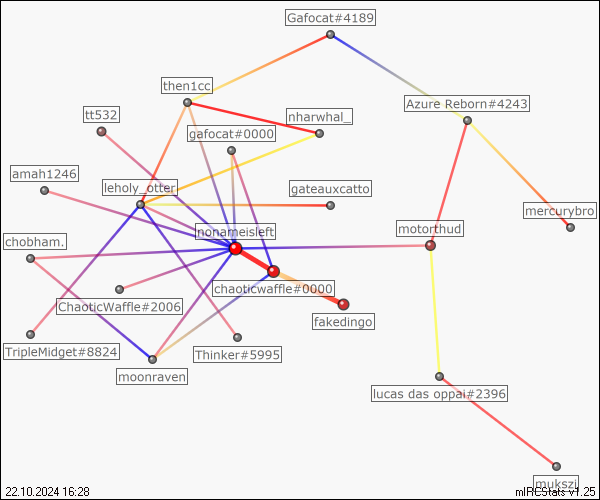 Gafocat#4189
then1cc
Azure Reborn#4243
tt532
nharwhal_
gafocat#0000
amah1246
leholy_otter
gateauxcatto
mercurybro
nonameisleft
motorthud
chobham.
chaoticwaffle#0000
ChaoticWaffle#2006
fakedingo
TripleMidget#8824
Thinker#5995
moonraven
lucas das oppai#2396
mukszi
22.10.2024 16:28
mIRCStats v1.25